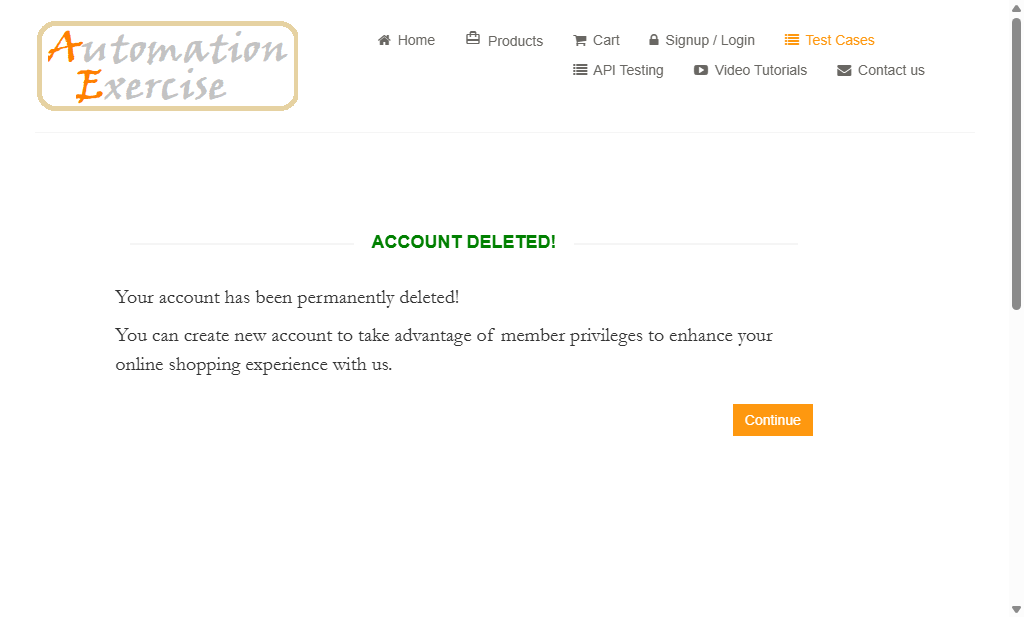 Automation
Exercise
Home
Products
Cart
Signup / Login
Test Cases
API Testing
Video Tutorials
Contact us
ACCOUNT DELETED!
Your account has been permanently deleted!
You can create new account to take advantage of member privileges to enhance your
online shopping experience with us.
Continue